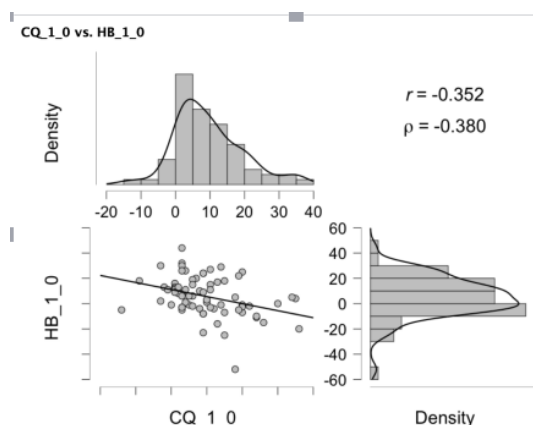 CQ_1_0 vs. HB_1_0
Density
r = -0.352
ρ = -0.380
-20 -10 0 10 20 30 40
HB_1_0
60
40
20
0
-20
-40
-60
CQ_1_0
Density